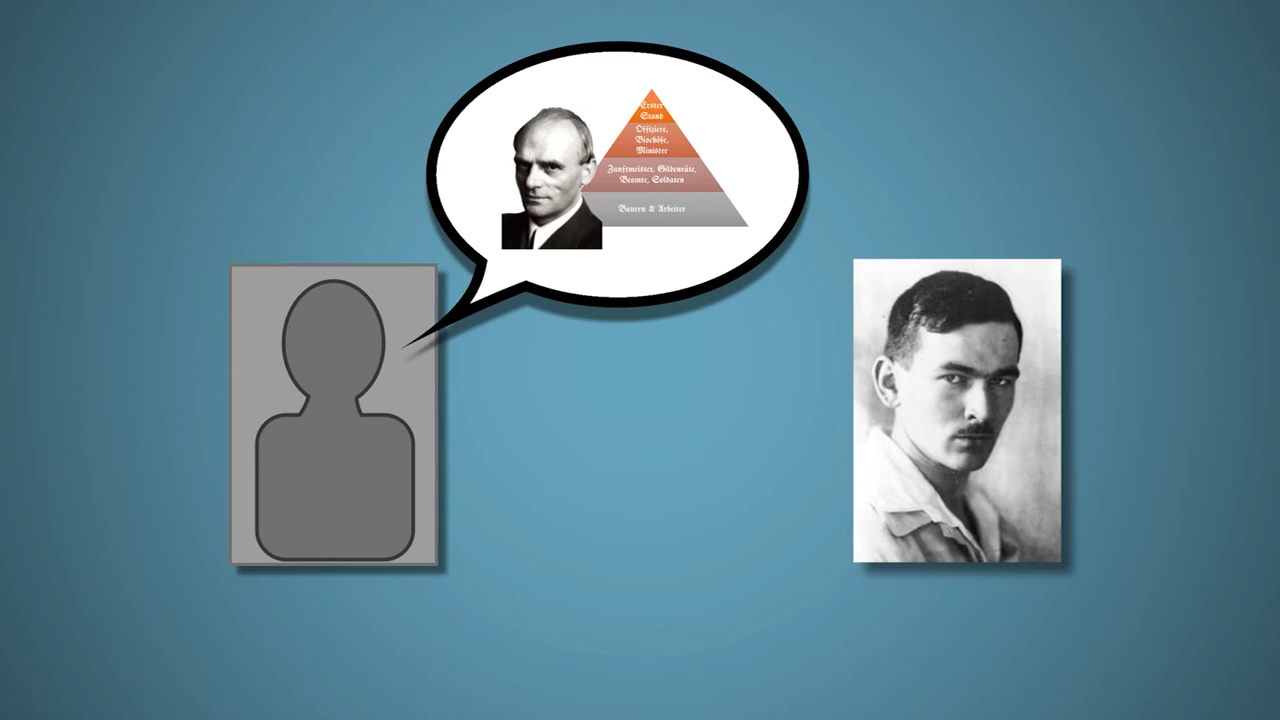 Erster
Stand
Offiziere,
Bischöfe,
Minister
Zunftmeister, Gildenräte,
Beamte, Soldaten
Bauern & Arbeiter